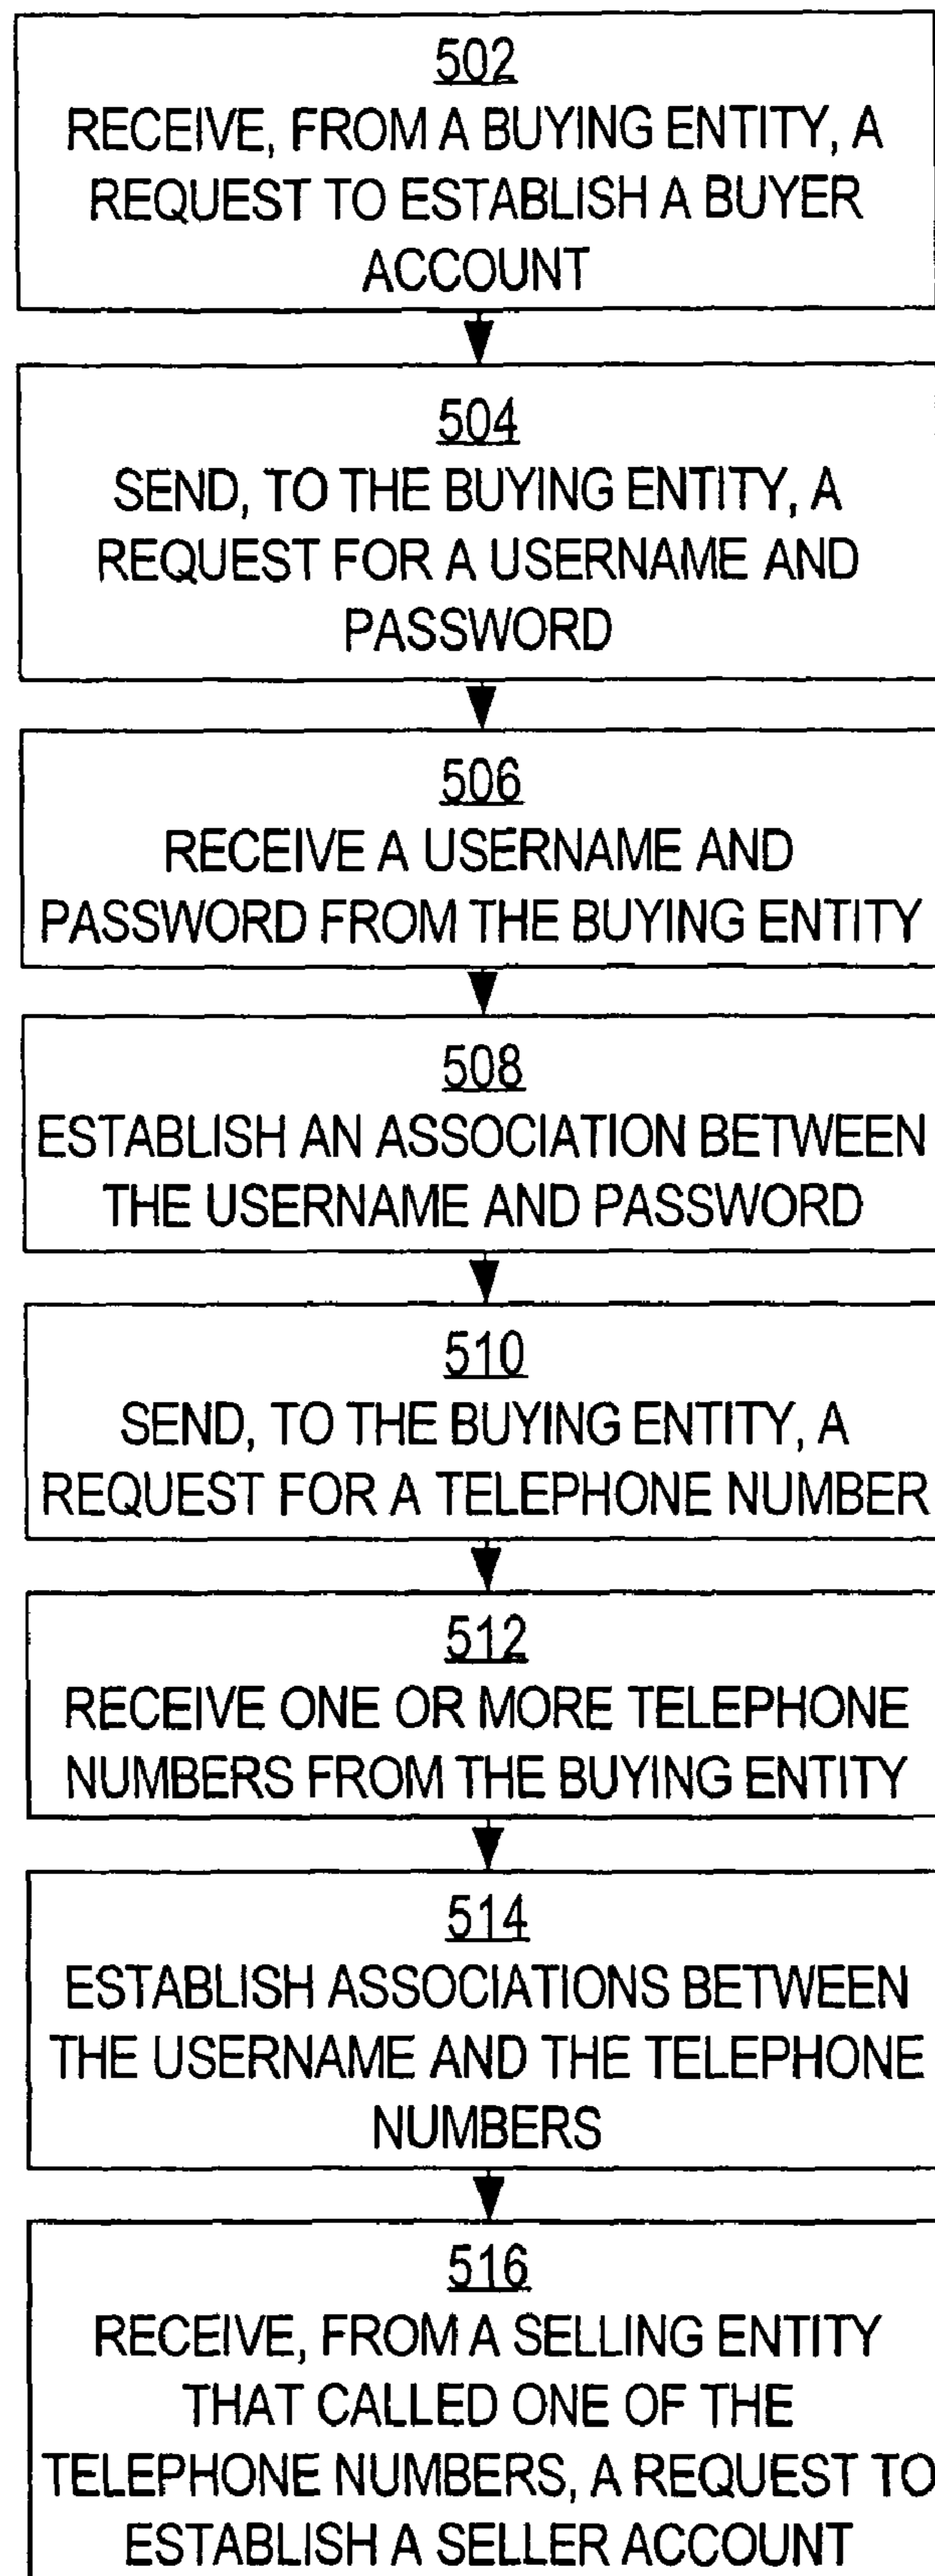 502
RECEIVE, FROM A BUYING ENTITY, A
REQUEST TO ESTABLISH A BUYER
ACCOUNT
504
SEND, TO THE BUYING ENTITY, A
REQUEST FOR A USERNAME AND
PASSWORD
506
RECEIVE A USERNAME AND
PASSWORD FROM THE BUYING ENTITY
508
ESTABLISH AN ASSOCIATION BETWEEN
THE USERNAME AND PASSWORD
510
SEND, TO THE BUYING ENTITY, A
REQUEST FOR A TELEPHONE NUMBER
512
RECEIVE ONE OR MORE TELEPHONE
NUMBERS FROM THE BUYING ENTITY
514
ESTABLISH ASSOCIATIONS BETWEEN
THE USERNAME AND THE TELEPHONE
NUMBERS
516
RECEIVE, FROM A SELLING ENTITY
THAT CALLED ONE OF THE
TELEPHONE NUMBERS, A REQUEST TO
ESTABLISH A SELLER ACCOUNT